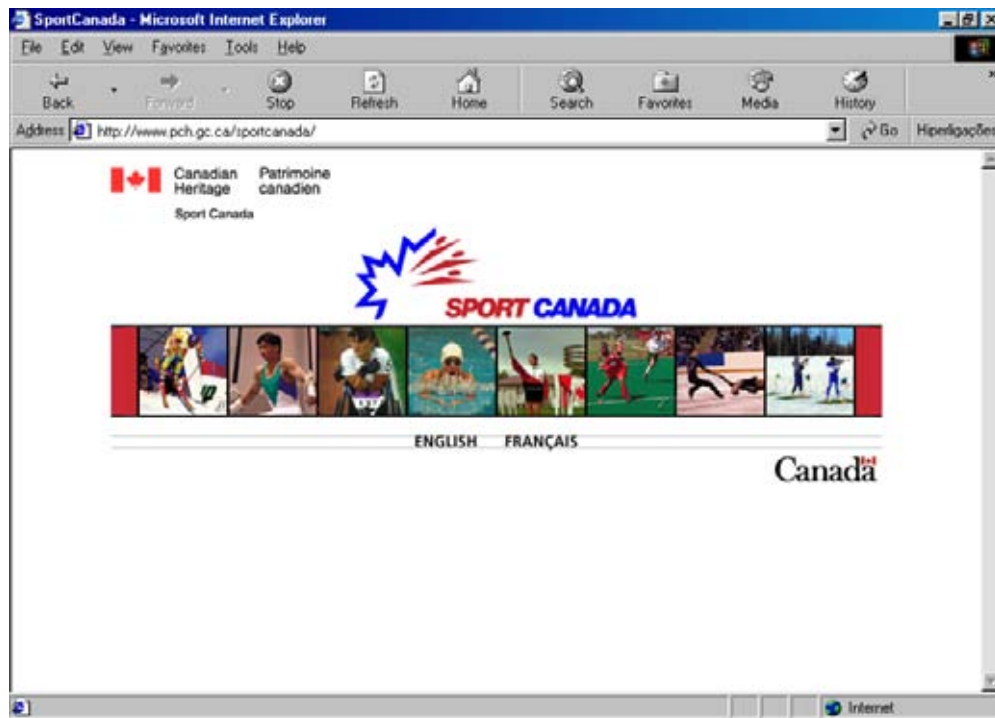 SportCanada - Microsoft Internet Explorer
File Edit View Favorites Tools Help
Back Forward Stop Refresh Home Search Favorites Media History »
Address http://www.pch.gc.ca/sportcanada/ Go Hiperligações
Canadian Patrimoine
Heritage canadien
Sport Canada
SPORT CANADA
ENGLISH FRANÇAIS
Canada
Internet